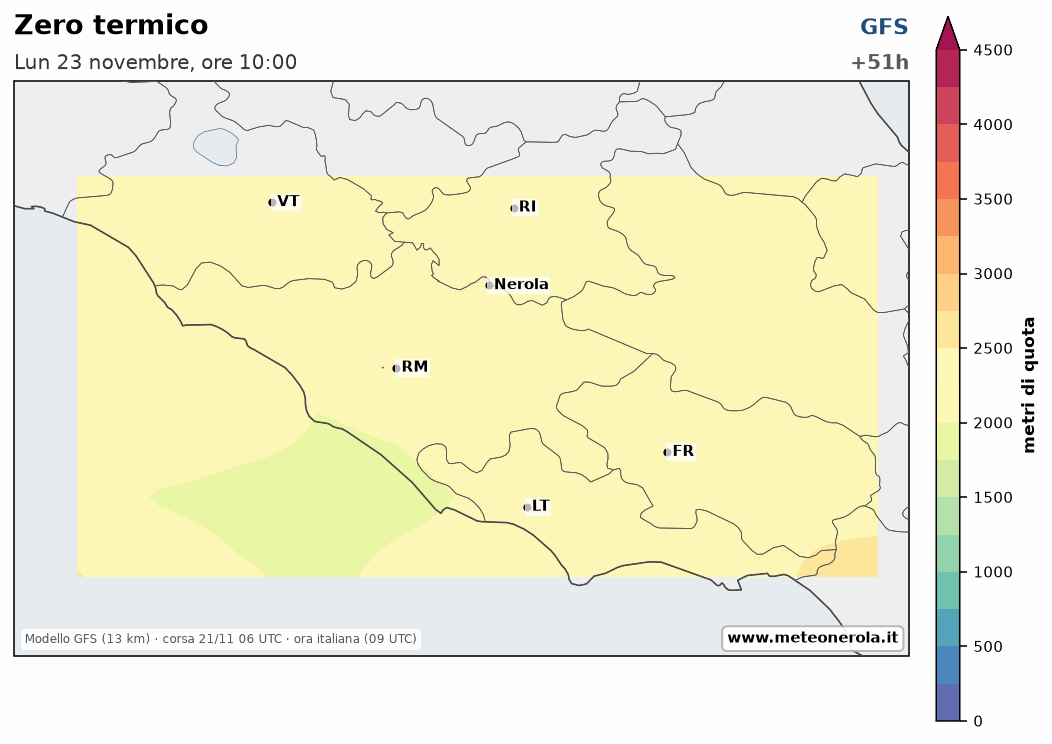 Zero termico
GFS
Lun 23 novembre, ore 10:00
+51h
4500
4000
3500
3000
2500
2000
1500
1000
500
0
metri di quota
VT
RI
Nerola
RM
FR
LT
Modello GFS (13 km) · corsa 21/11 06 UTC · ora italiana (09 UTC)
www.meteonerola.it